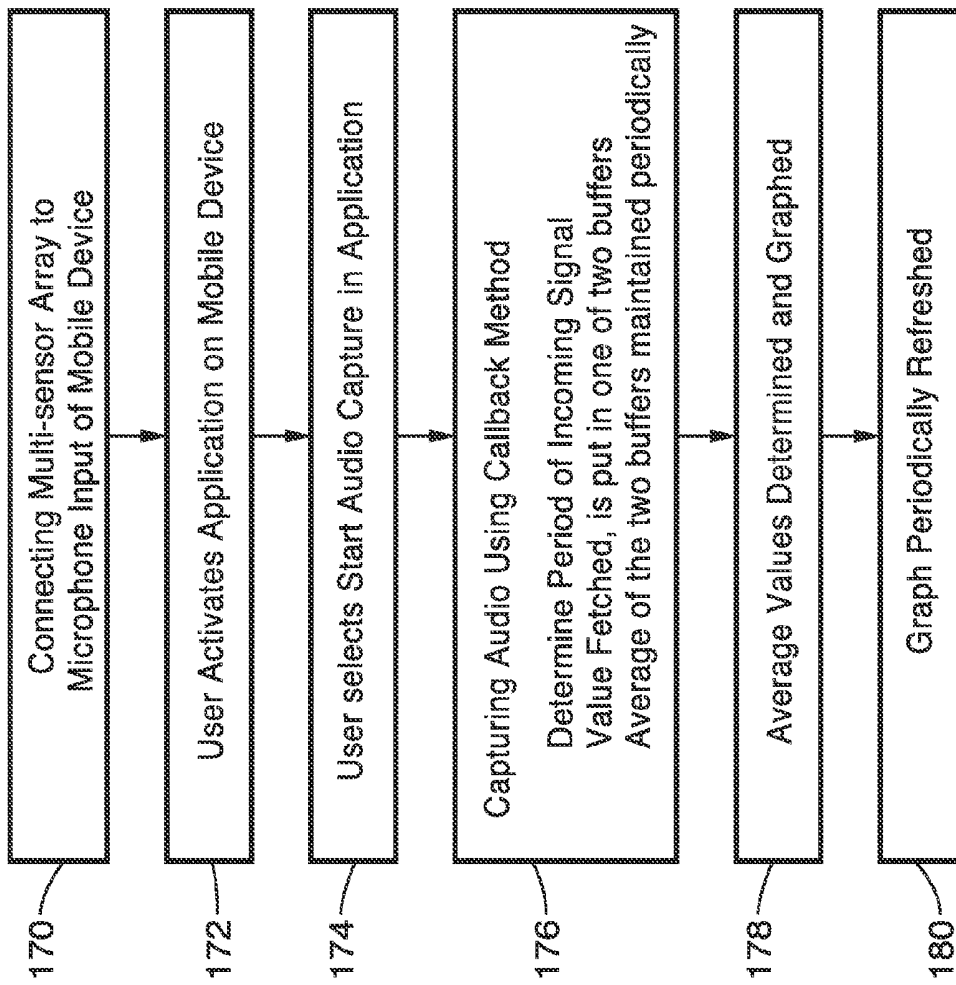 170
Connecting Multi-sensor Array to
Microphone Input of Mobile Device
172
User Activates Application on Mobile Device
174
User selects Start Audio Capture in Application
176
Capturing Audio Using Callback Method
Determine Period of Incoming Signal
Value Fetched, is put in one of two buffers
Average of the two buffers maintained periodically
178
Average Values Determined and Graphed
180
Graph Periodically Refreshed